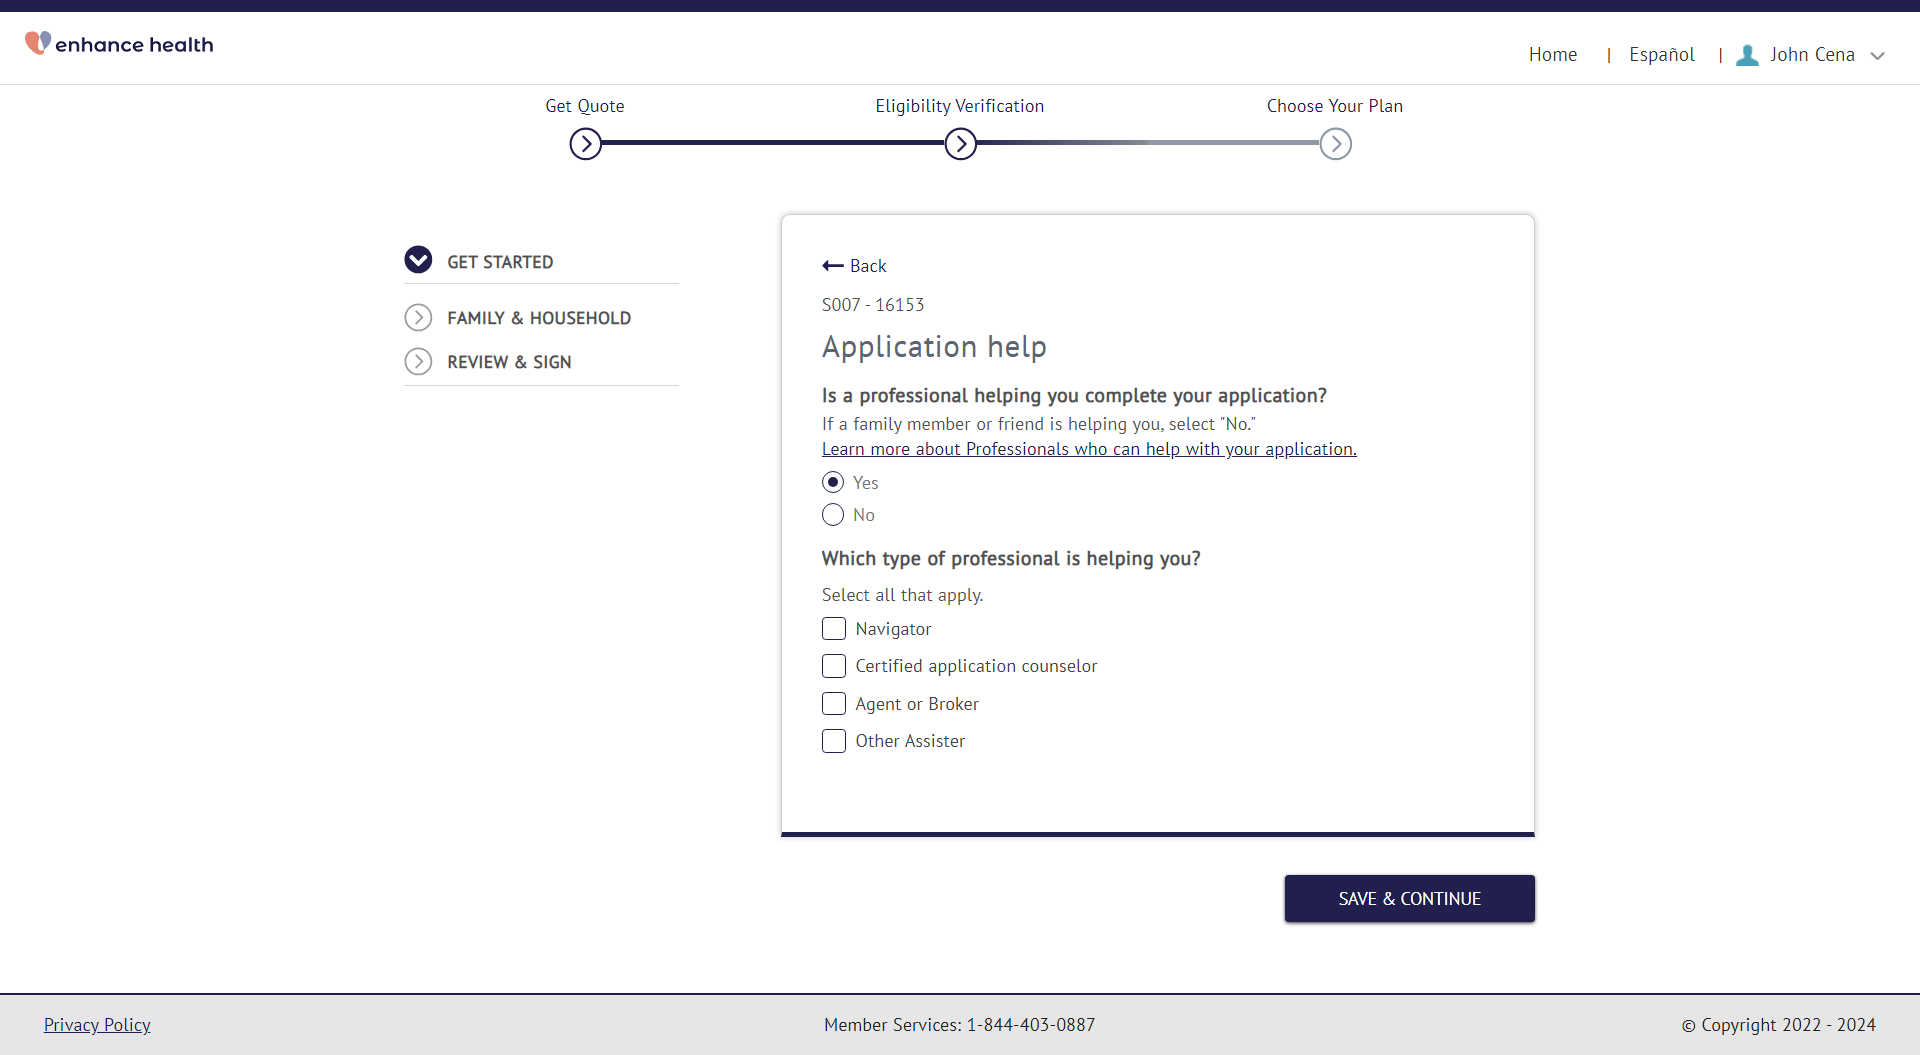 enhance health
Home | Español | John Cena
Get Quote
Eligibility Verification
Choose Your Plan
GET STARTED
FAMILY & HOUSEHOLD
REVIEW & SIGN
Back
S007 - 16153
Application help
Is a professional helping you complete your application?
If a family member or friend is helping you, select "No."
Learn more about Professionals who can help with your application.
Yes
No
Which type of professional is helping you?
Select all that apply.
Navigator
Certified application counselor
Agent or Broker
Other Assister
SAVE & CONTINUE
Privacy Policy
Member Services: 1-844-403-0887
© Copyright 2022 - 2024